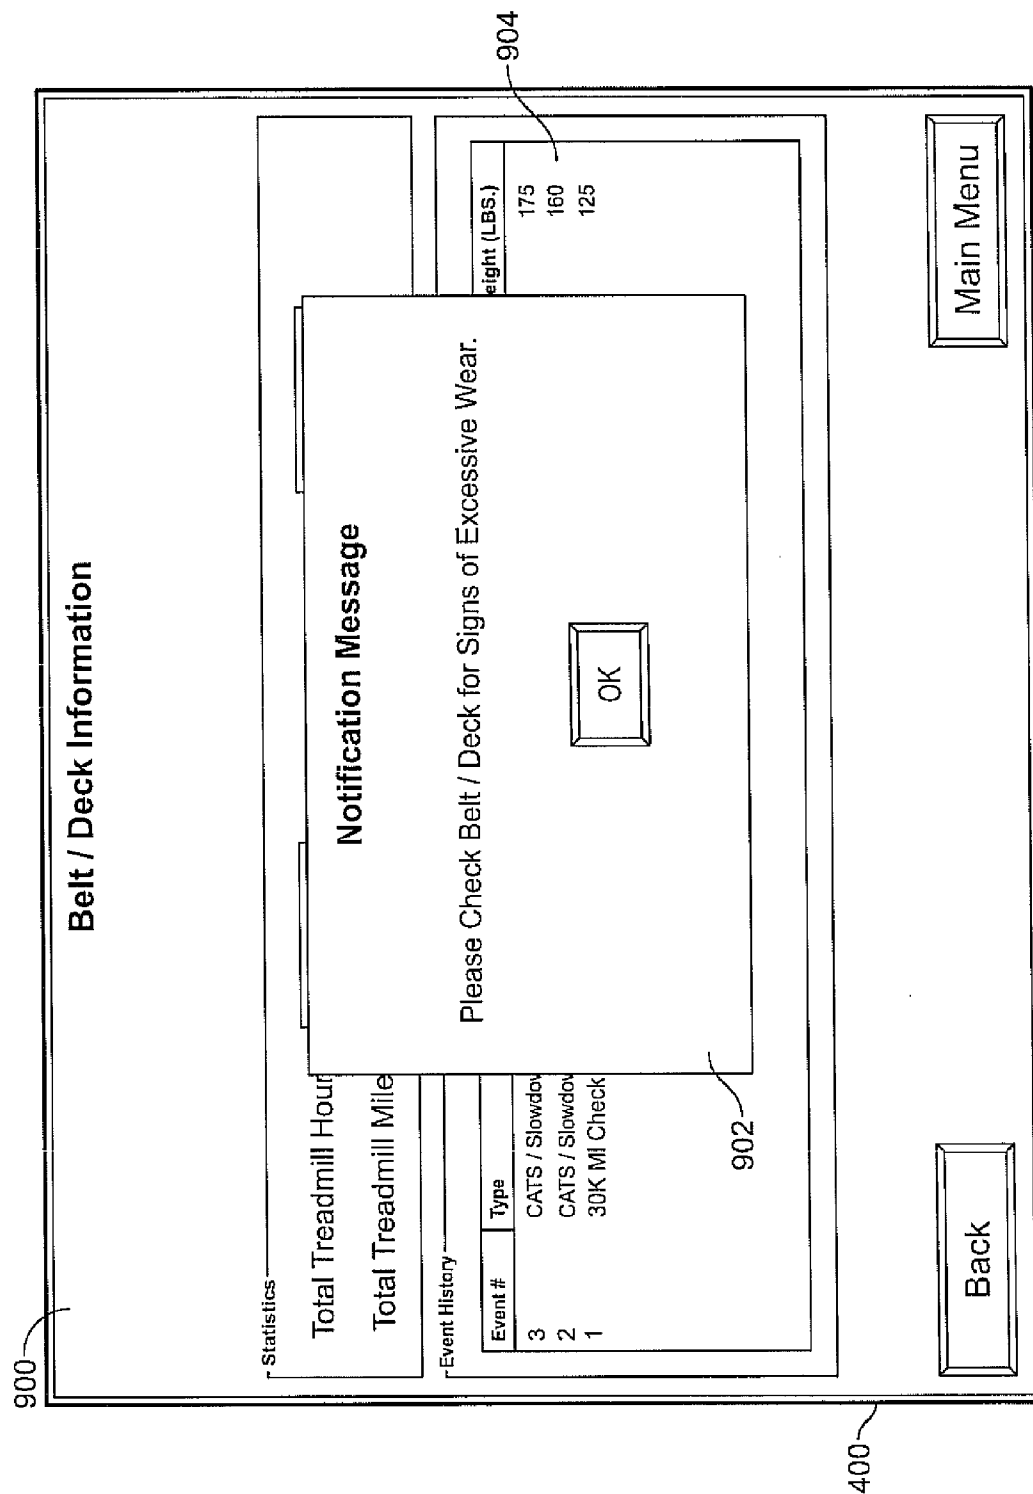 900
Belt / Deck Information
Statistics
Total Treadmill Hour
Total Treadmill Mile
Event History
Event # Type eight (LBS.)
3 CATS / Slowdov 175
2 CATS / Slowdov 160
1 30K MI Check 125
904
Notification Message
Please Check Belt / Deck for Signs of Excessive Wear.
OK
902
Back
Main Menu
400